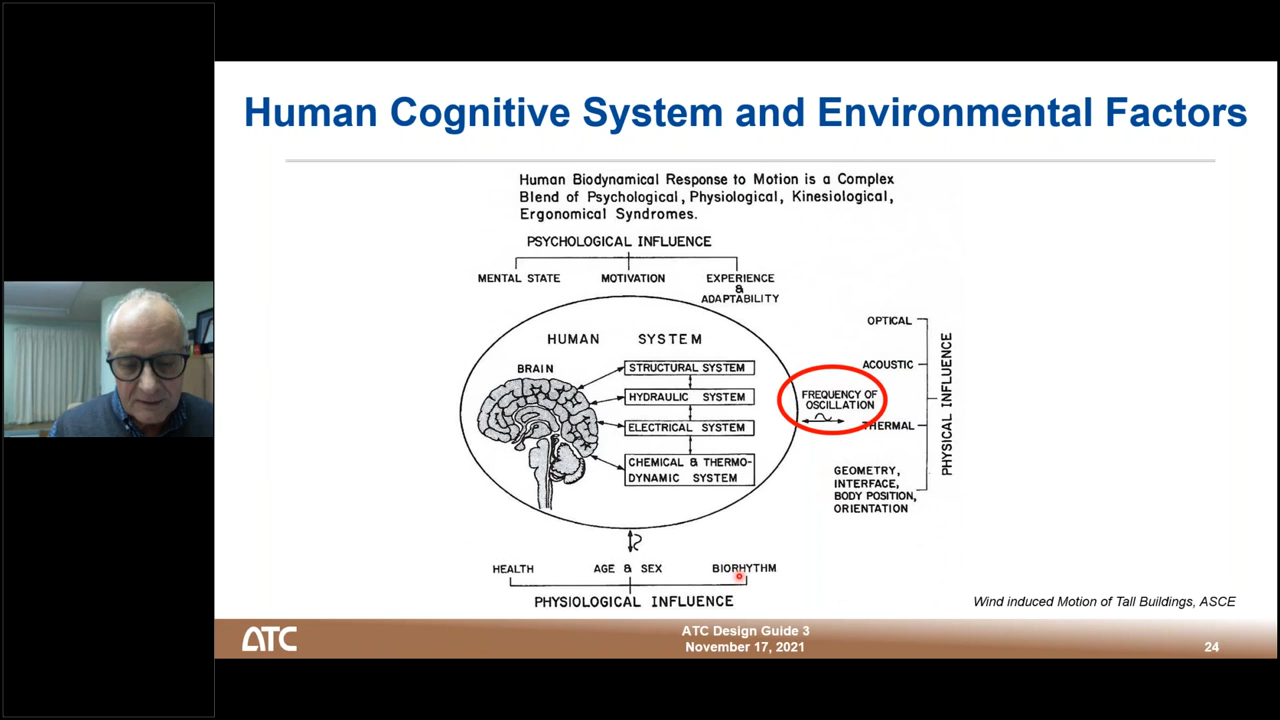 Human Cognitive System and Environmental Factors
Human Biodynamical Response to Motion is a Complex
Blend of Psychological, Physiological, Kinesiological,
Ergonomical Syndromes.
PSYCHOLOGICAL INFLUENCE
MENTAL STATE
MOTIVATION
EXPERIENCE
&
ADAPTABILITY
HUMAN SYSTEM
BRAIN
STRUCTURAL SYSTEM
HYDRAULIC SYSTEM
ELECTRICAL SYSTEM
CHEMICAL & THERMO-
DYNAMIC SYSTEM
FREQUENCY OF
OSCILLATION
OPTICAL
ACOUSTIC
THERMAL
GEOMETRY,
INTERFACE,
BODY POSITION,
ORIENTATION
PHYSICAL INFLUENCE
HEALTH
AGE & SEX
BIORHYTHM
PHYSIOLOGICAL INFLUENCE
Wind induced Motion of Tall Buildings, ASCE
ATC
ATC Design Guide 3
November 17, 2021
24